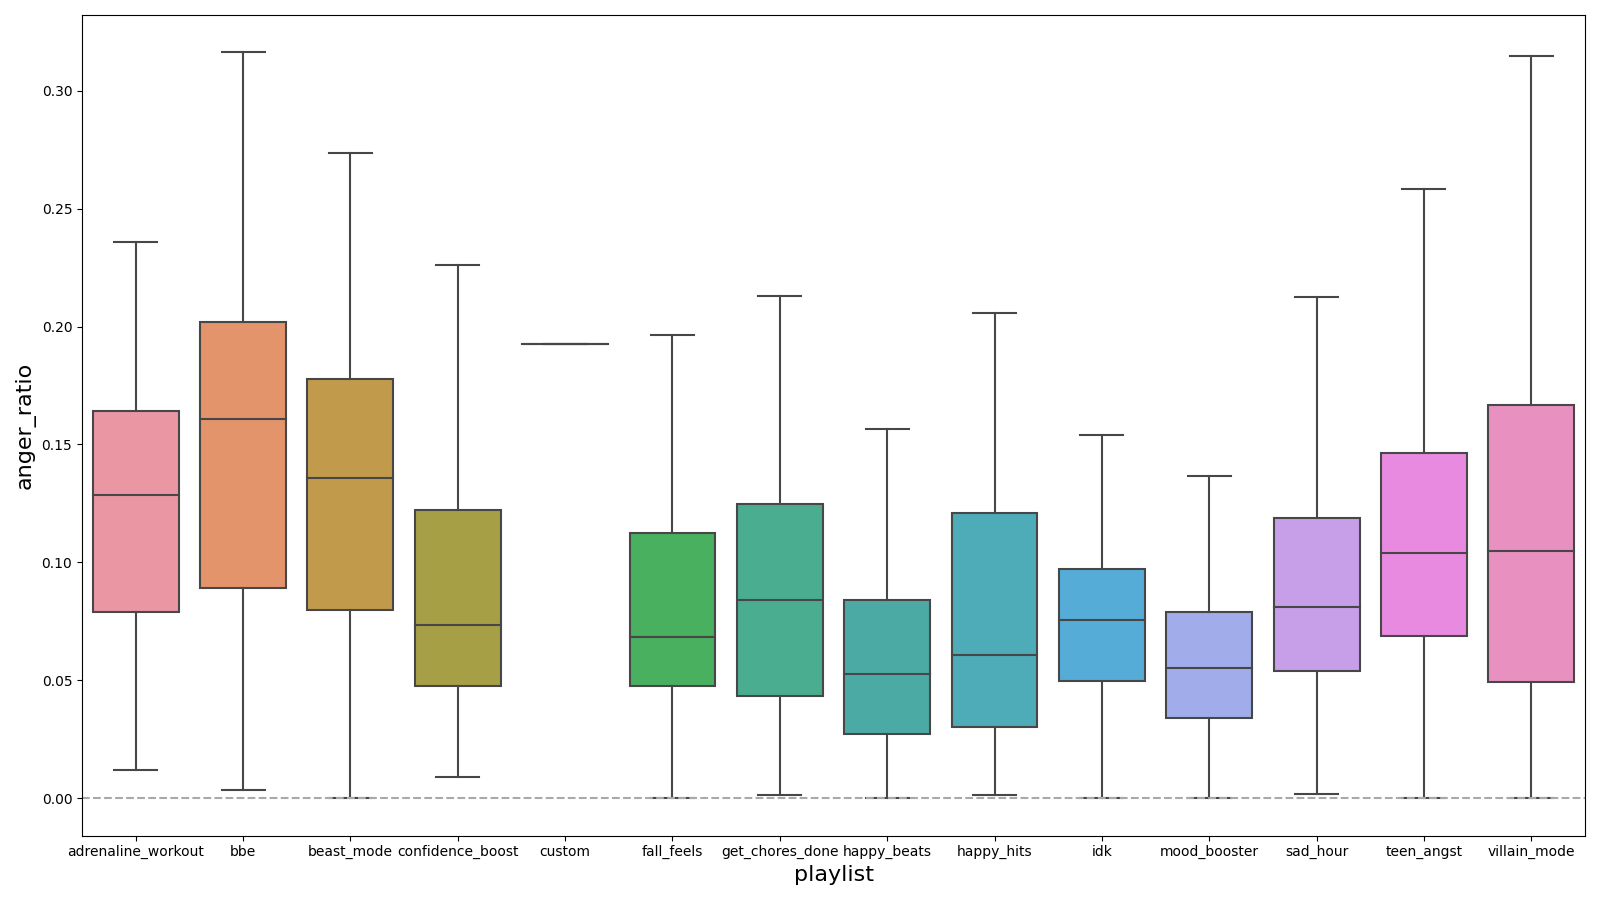 anger_ratio
0.30
0.25
0.20
0.15
0.10
0.05
0.00
adrenaline_workout bbe beast_mode confidence_boost custom fall_feels get_chores_done happy_beats happy_hits idk mood_booster sad_hour teen_angst villain_mode
playlist